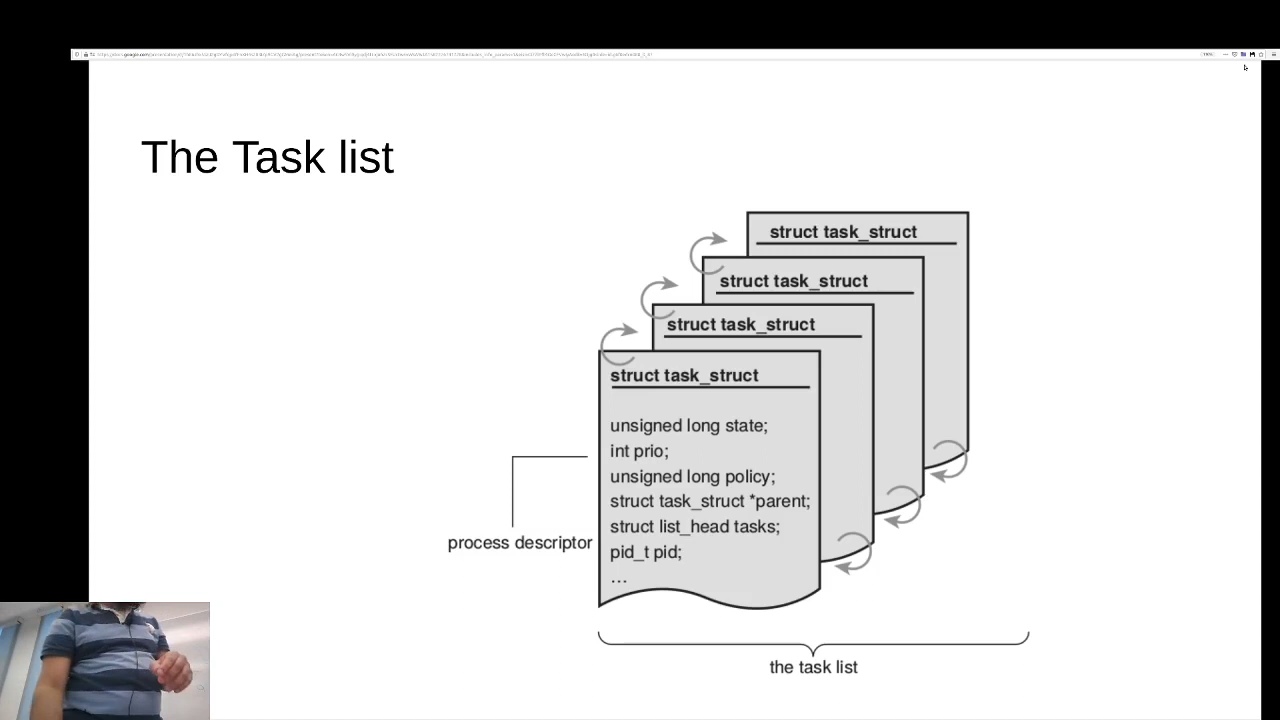 The Task list
struct task_struct
struct task_struct
struct task_struct
struct task_struct
unsigned long state;
int prio;
unsigned long policy;
struct task_struct *parent;
struct list_head tasks;
pid_t pid;
...
process descriptor
the task list